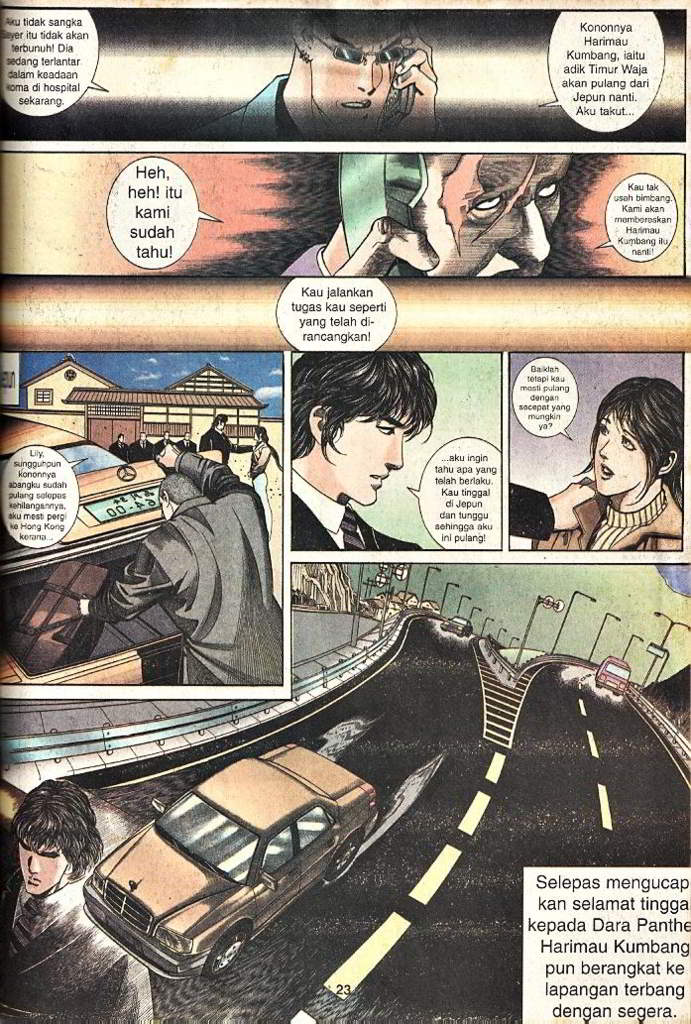 Aku tidak sangka
Sayer itu tidak akan
terbunuh! Dia
sedang terlantar
dalam keadaan
koma di hospital
sekarang.
Kononnya
Harimau
Kumbang, iaitu
adik Timur Waja
akan pulang dari
Jepun nanti.
Aku takut...
Heh,
heh! itu
kami
sudah
tahu!
Kau tak
usah bimbang.
Kami akan
membereskan
Harimau
Kumbang itu
nanti!
Kau jalankan
tugas kau seperti
yang telah di-
rancangkan!
Lily,
sungguhpun
kononnya
abangku sudah
pulang selepas
kehilangannya,
aku mesti pergi
ke Hong Kong
kerana...
...aku ingin
tahu apa yang
telah berlaku.
Kau tinggal
di Jepun
dan tunggu
sehingga aku
ini pulang!
Baiklah
tetapi kau
mesti pulang
dengan
secepat yang
mungkin
ya?
Selepas mengucap
kan selamat tingga
kepada Dara Panthe
Harimau Kumbang
pun berangkat ke
lapangan terbang
dengan segera.
23